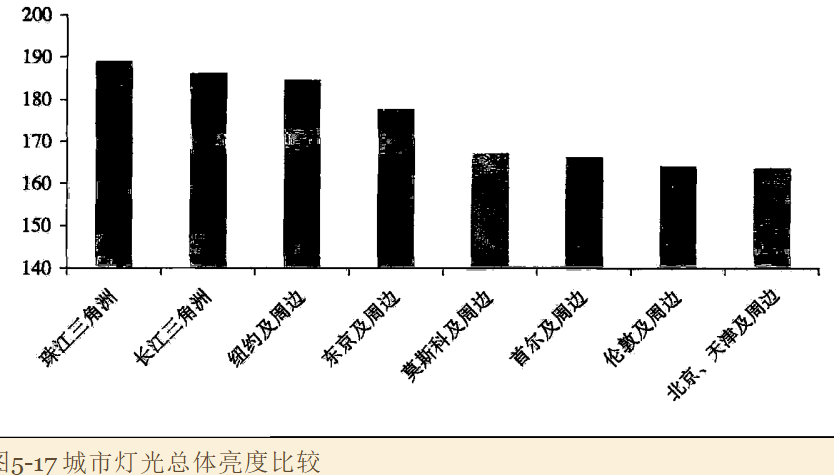 200
190
180
170
160
150
140
珠江三角洲
长江三角洲
纽约及周边
东京及周边
莫斯科及周边
首尔及周边
伦敦及周边
北京、天津及周边
图5-17 城市灯光总体亮度比较